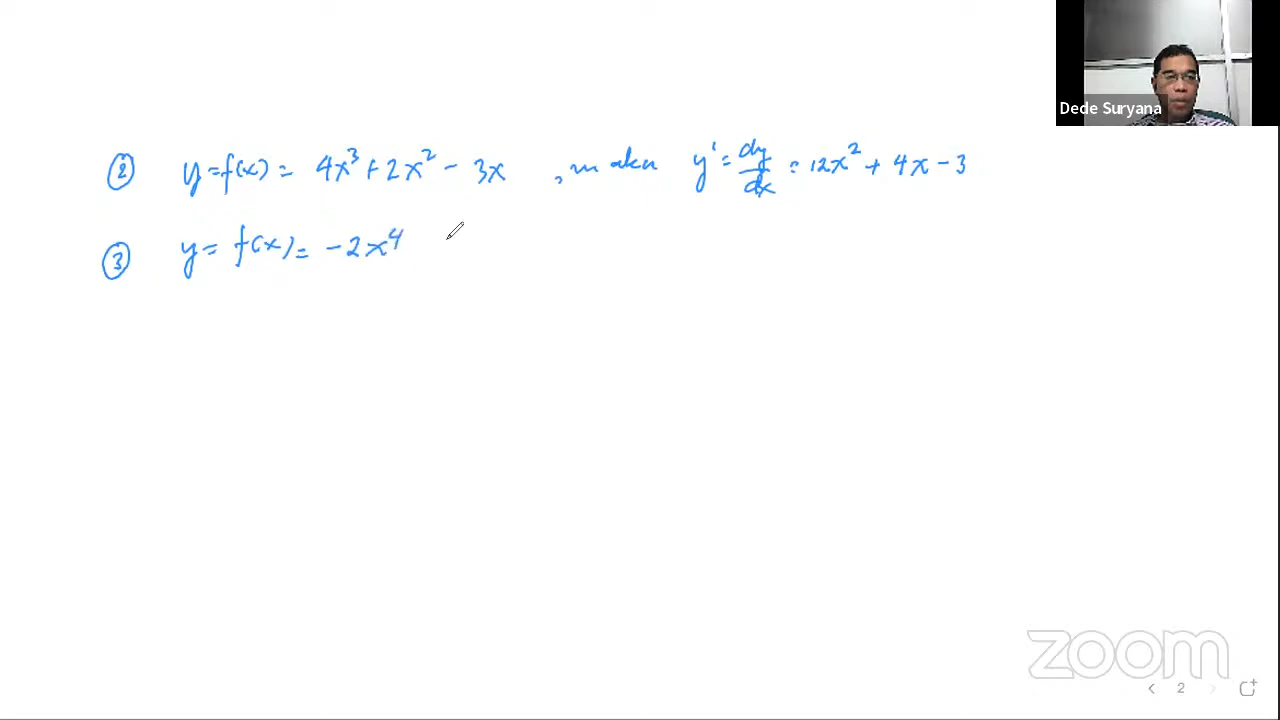 Dede Suryana
② y = f(x) = 4x³ + 2x² - 3x , maka y' = dy/dx = 12x² + 4x - 3
③ y = f(x) = -2x⁴
zoom
< 2 >